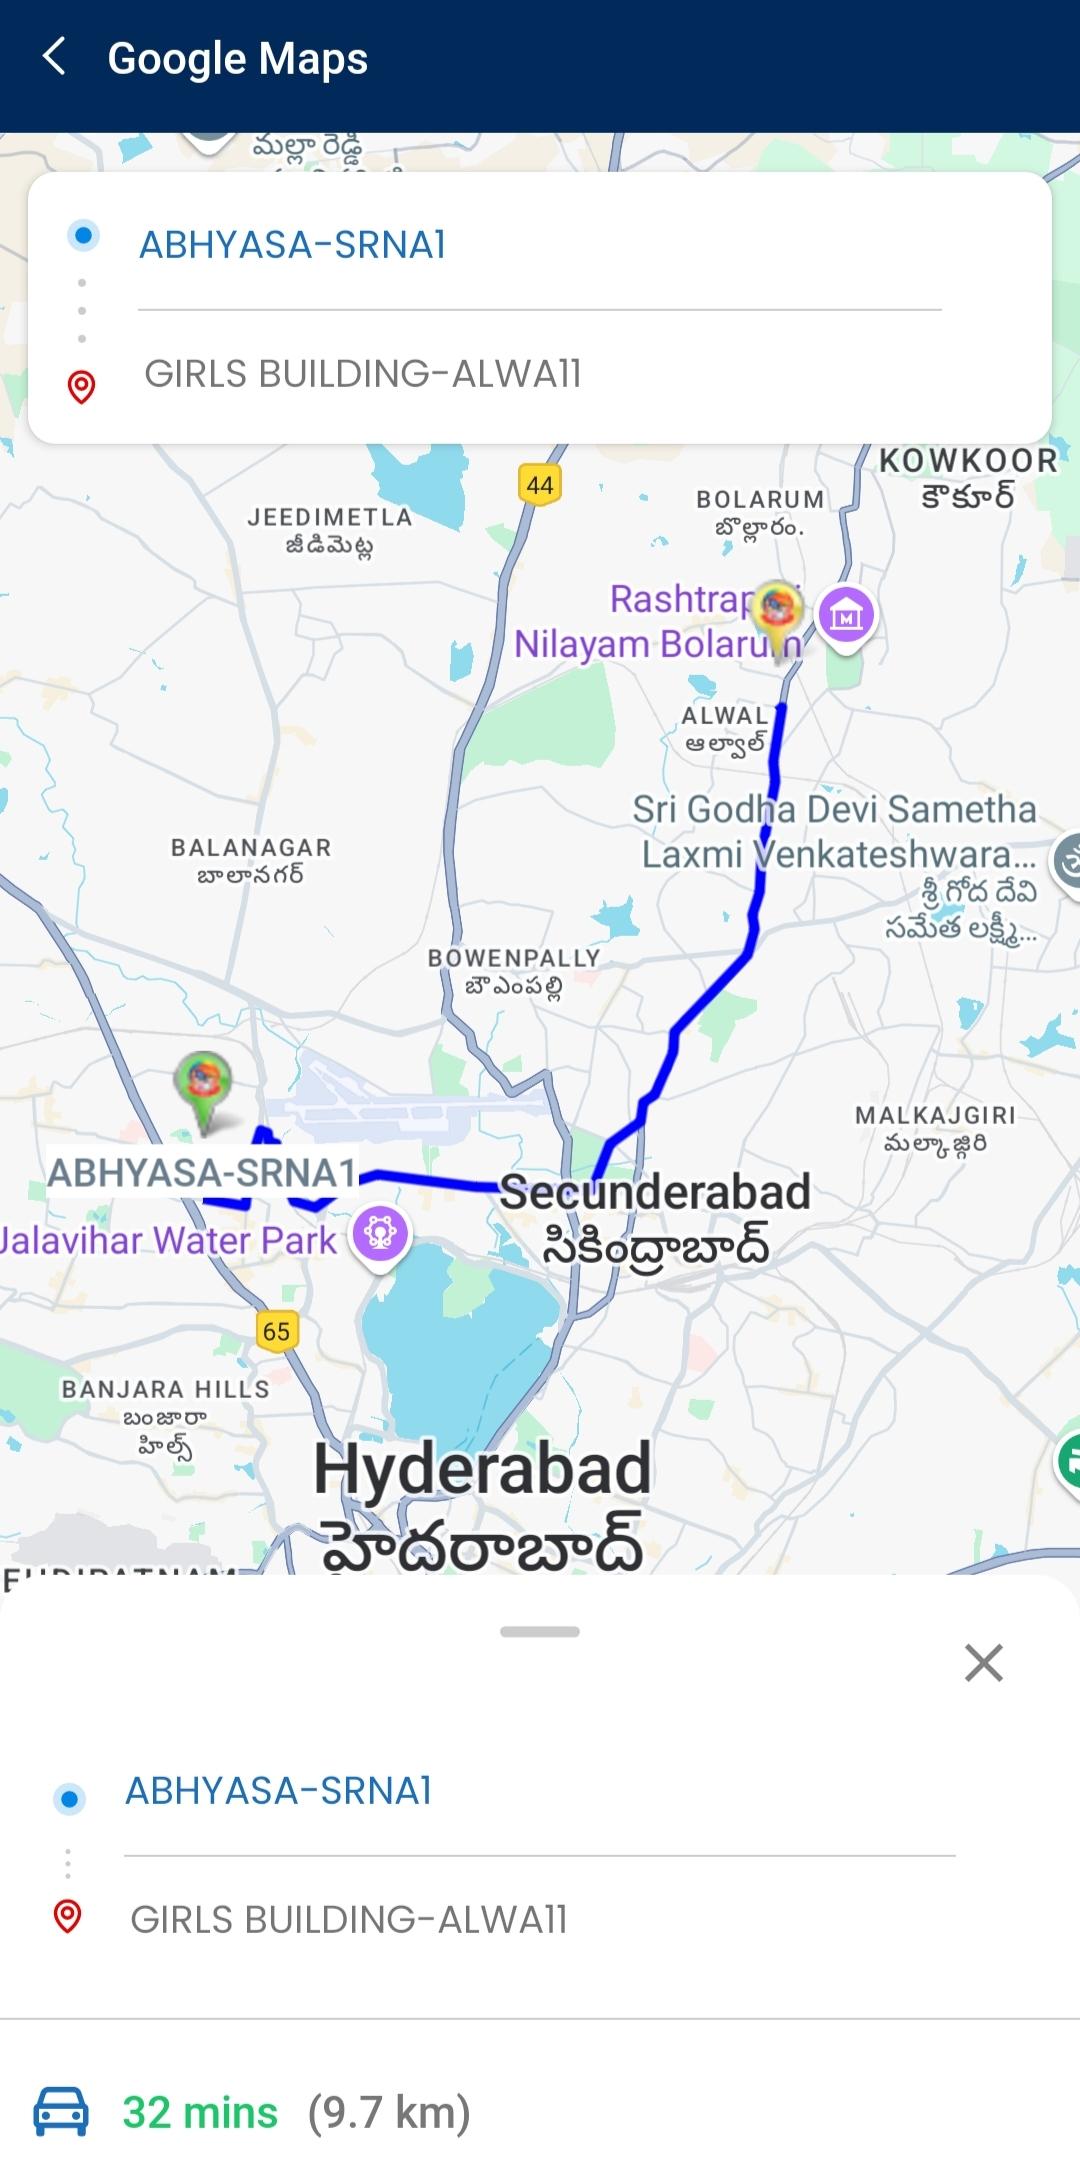 Google Maps
మల్లా రెడ్డి
ABHYASA-SRNA1
GIRLS BUILDING-ALWA11
KOWKOOR
కౌకూర్
44
BOLARUM
బొల్లారం.
JEEDIMETLA
జీడిమెట్ల
Nilayam Bolarum
ALWAL
ఆల్వాల్
Sri Godha Devi Sametha
Laxmi Venkateshwara...
శ్రీ గోద దేవి
సమేత లక్ష్మీ...
BALANAGAR
బాలానగర్
BOWENPALLY
బౌఎంపల్లి
MALKAJGIRI
మల్కాజ్గిరి
ABHYASA-SRNA1
Secunderabad
సికింద్రాబాద్
Jalavihar Water Park
65
BANJARA HILLS
బంజారా
హిల్స్
Hyderabad
హైదరాబాద్
ABHYASA-SRNA1
GIRLS BUILDING-ALWA11
32 mins (9.7 km)